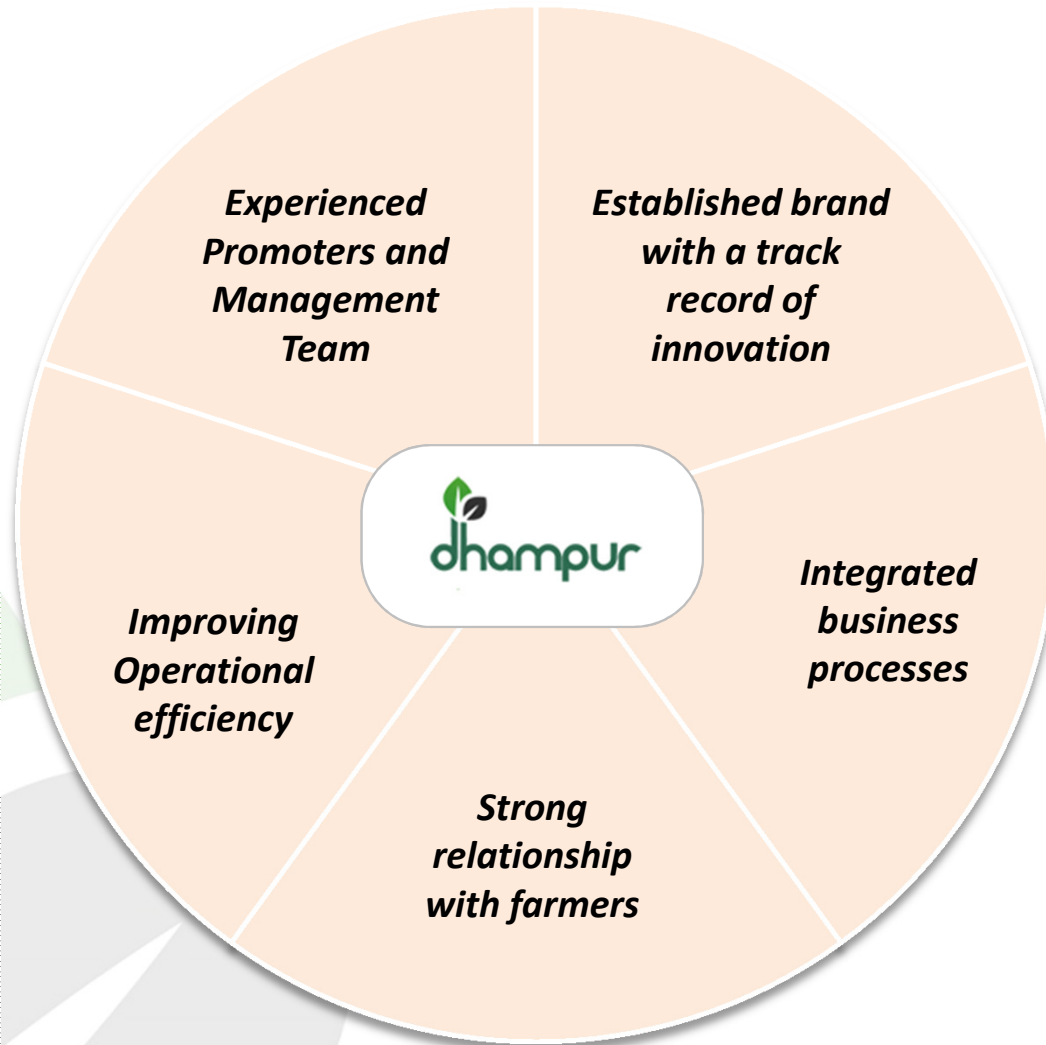 Experienced
Promoters and
Management
Team
Established brand
with a track
record of
innovation
dhampur
Integrated
business
processes
Improving
Operational
efficiency
Strong
relationship
with farmers